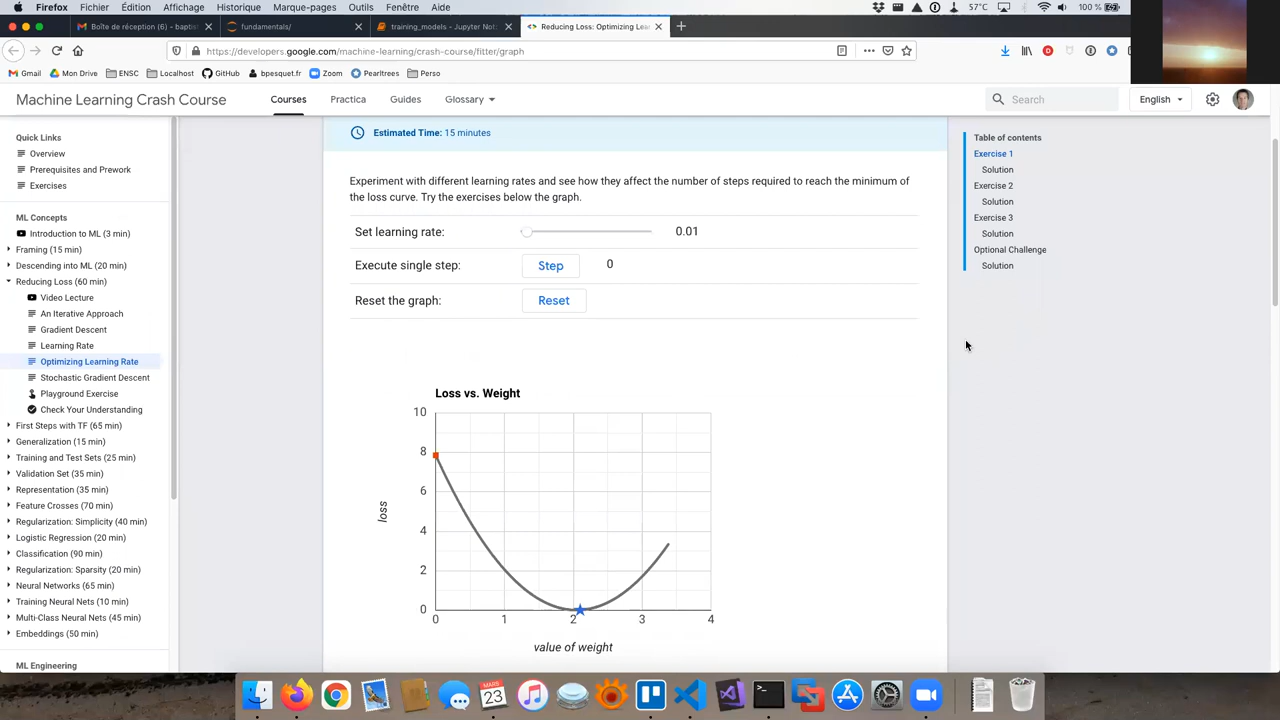 Firefox Fichier Édition Affichage Historique Marque-pages Outils Fenêtre Aide 57°C 100 %
Boîte de réception (6) – baptis
fundamentals/
training_models - Jupyter Not
Reducing Loss: Optimizing Lea
https://developers.google.com/machine-learning/crash-course/fitter/graph
Gmail Mon Drive ENSC Localhost GitHub bpesquet.fr Zoom Pearltrees Perso
Machine Learning Crash Course Courses Practica Guides Glossary Search English
Quick Links
Overview
Prerequisites and Prework
Exercises
ML Concepts
Introduction to ML (3 min)
Framing (15 min)
Descending into ML (20 min)
Reducing Loss (60 min)
Video Lecture
An Iterative Approach
Gradient Descent
Learning Rate
Optimizing Learning Rate
Stochastic Gradient Descent
Playground Exercise
Check Your Understanding
First Steps with TF (65 min)
Generalization (15 min)
Training and Test Sets (25 min)
Validation Set (35 min)
Representation (35 min)
Feature Crosses (70 min)
Regularization: Simplicity (40 min)
Logistic Regression (20 min)
Classification (90 min)
Regularization: Sparsity (20 min)
Neural Networks (65 min)
Training Neural Nets (10 min)
Multi-Class Neural Nets (45 min)
Embeddings (50 min)
ML Engineering
Estimated Time: 15 minutes
Experiment with different learning rates and see how they affect the number of steps required to reach the minimum of
the loss curve. Try the exercises below the graph.
Set learning rate: 0.01
Execute single step: Step 0
Reset the graph: Reset
Loss vs. Weight
10
8
6
4
2
0
loss
0 1 2 3 4
value of weight
Table of contents
Exercise 1
Solution
Exercise 2
Solution
Exercise 3
Solution
Optional Challenge
Solution
MARS
23